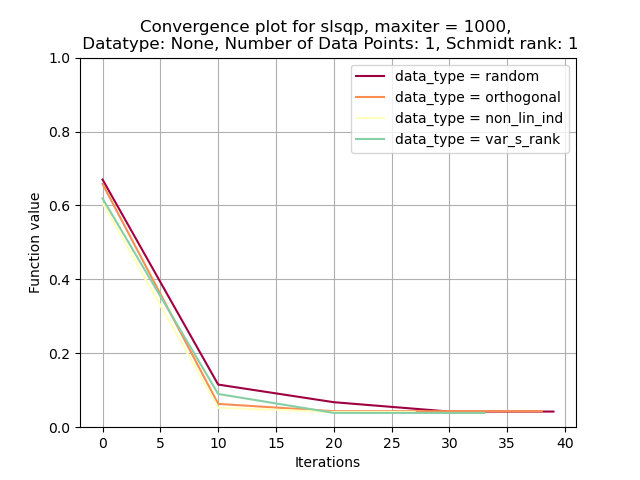 Convergence plot for slsqp, maxiter = 1000,
Datatype: None, Number of Data Points: 1, Schmidt rank: 1
data_type = random
data_type = orthogonal
data_type = non_lin_ind
data_type = var_s_rank
Function value
1.0
0.8
0.6
0.4
0.2
0.0
0 5 10 15 20 25 30 35 40
Iterations